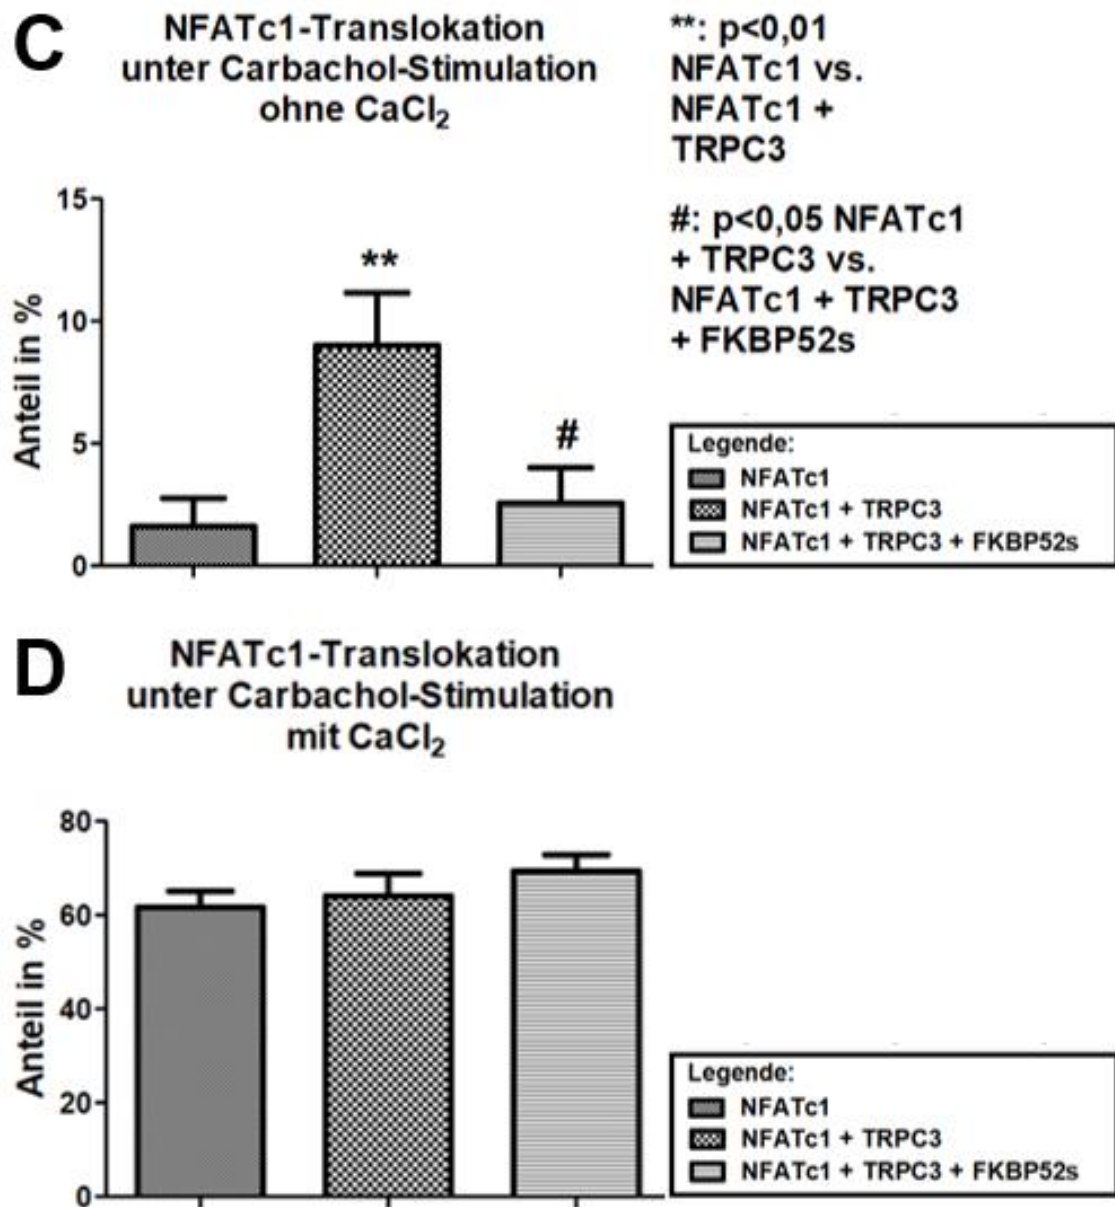 C
NFATc1-Translokation
unter Carbachol-Stimulation
ohne CaCl₂
**: p<0,01
NFATc1 vs.
NFATc1 +
TRPC3
#: p<0,05 NFATc1
+ TRPC3 vs.
NFATc1 + TRPC3
+ FKBP52s
Anteil in %
15
10
5
0
**
#
Legende:
NFATc1
NFATc1 + TRPC3
NFATc1 + TRPC3 + FKBP52s
D
NFATc1-Translokation
unter Carbachol-Stimulation
mit CaCl₂
Anteil in %
80
60
40
20
0
Legende:
NFATc1
NFATc1 + TRPC3
NFATc1 + TRPC3 + FKBP52s